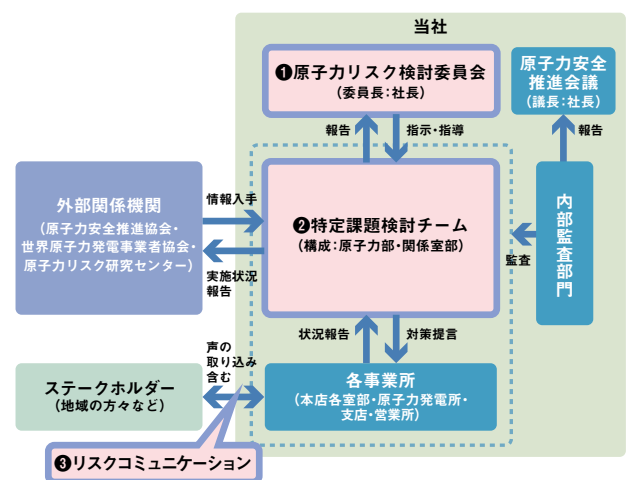 当社
❶原子力リスク検討委員会
(委員長:社長)
原子力安全
推進会議
(議長:社長)
報告
指示・指導
報告
外部関係機関
(原子力安全推進協会・
世界原子力発電事業者協会・
原子力リスク研究センター)
情報入手
実施状況
報告
❷特定課題検討チーム
(構成:原子力部・関係室部)
監査
内部監査部門
状況報告
対策提言
声の
取り込み
含む
ステークホルダー
(地域の方々など)
各事業所
(本店各室部・原子力発電所・
支店・営業所)
❸リスクコミュニケーション